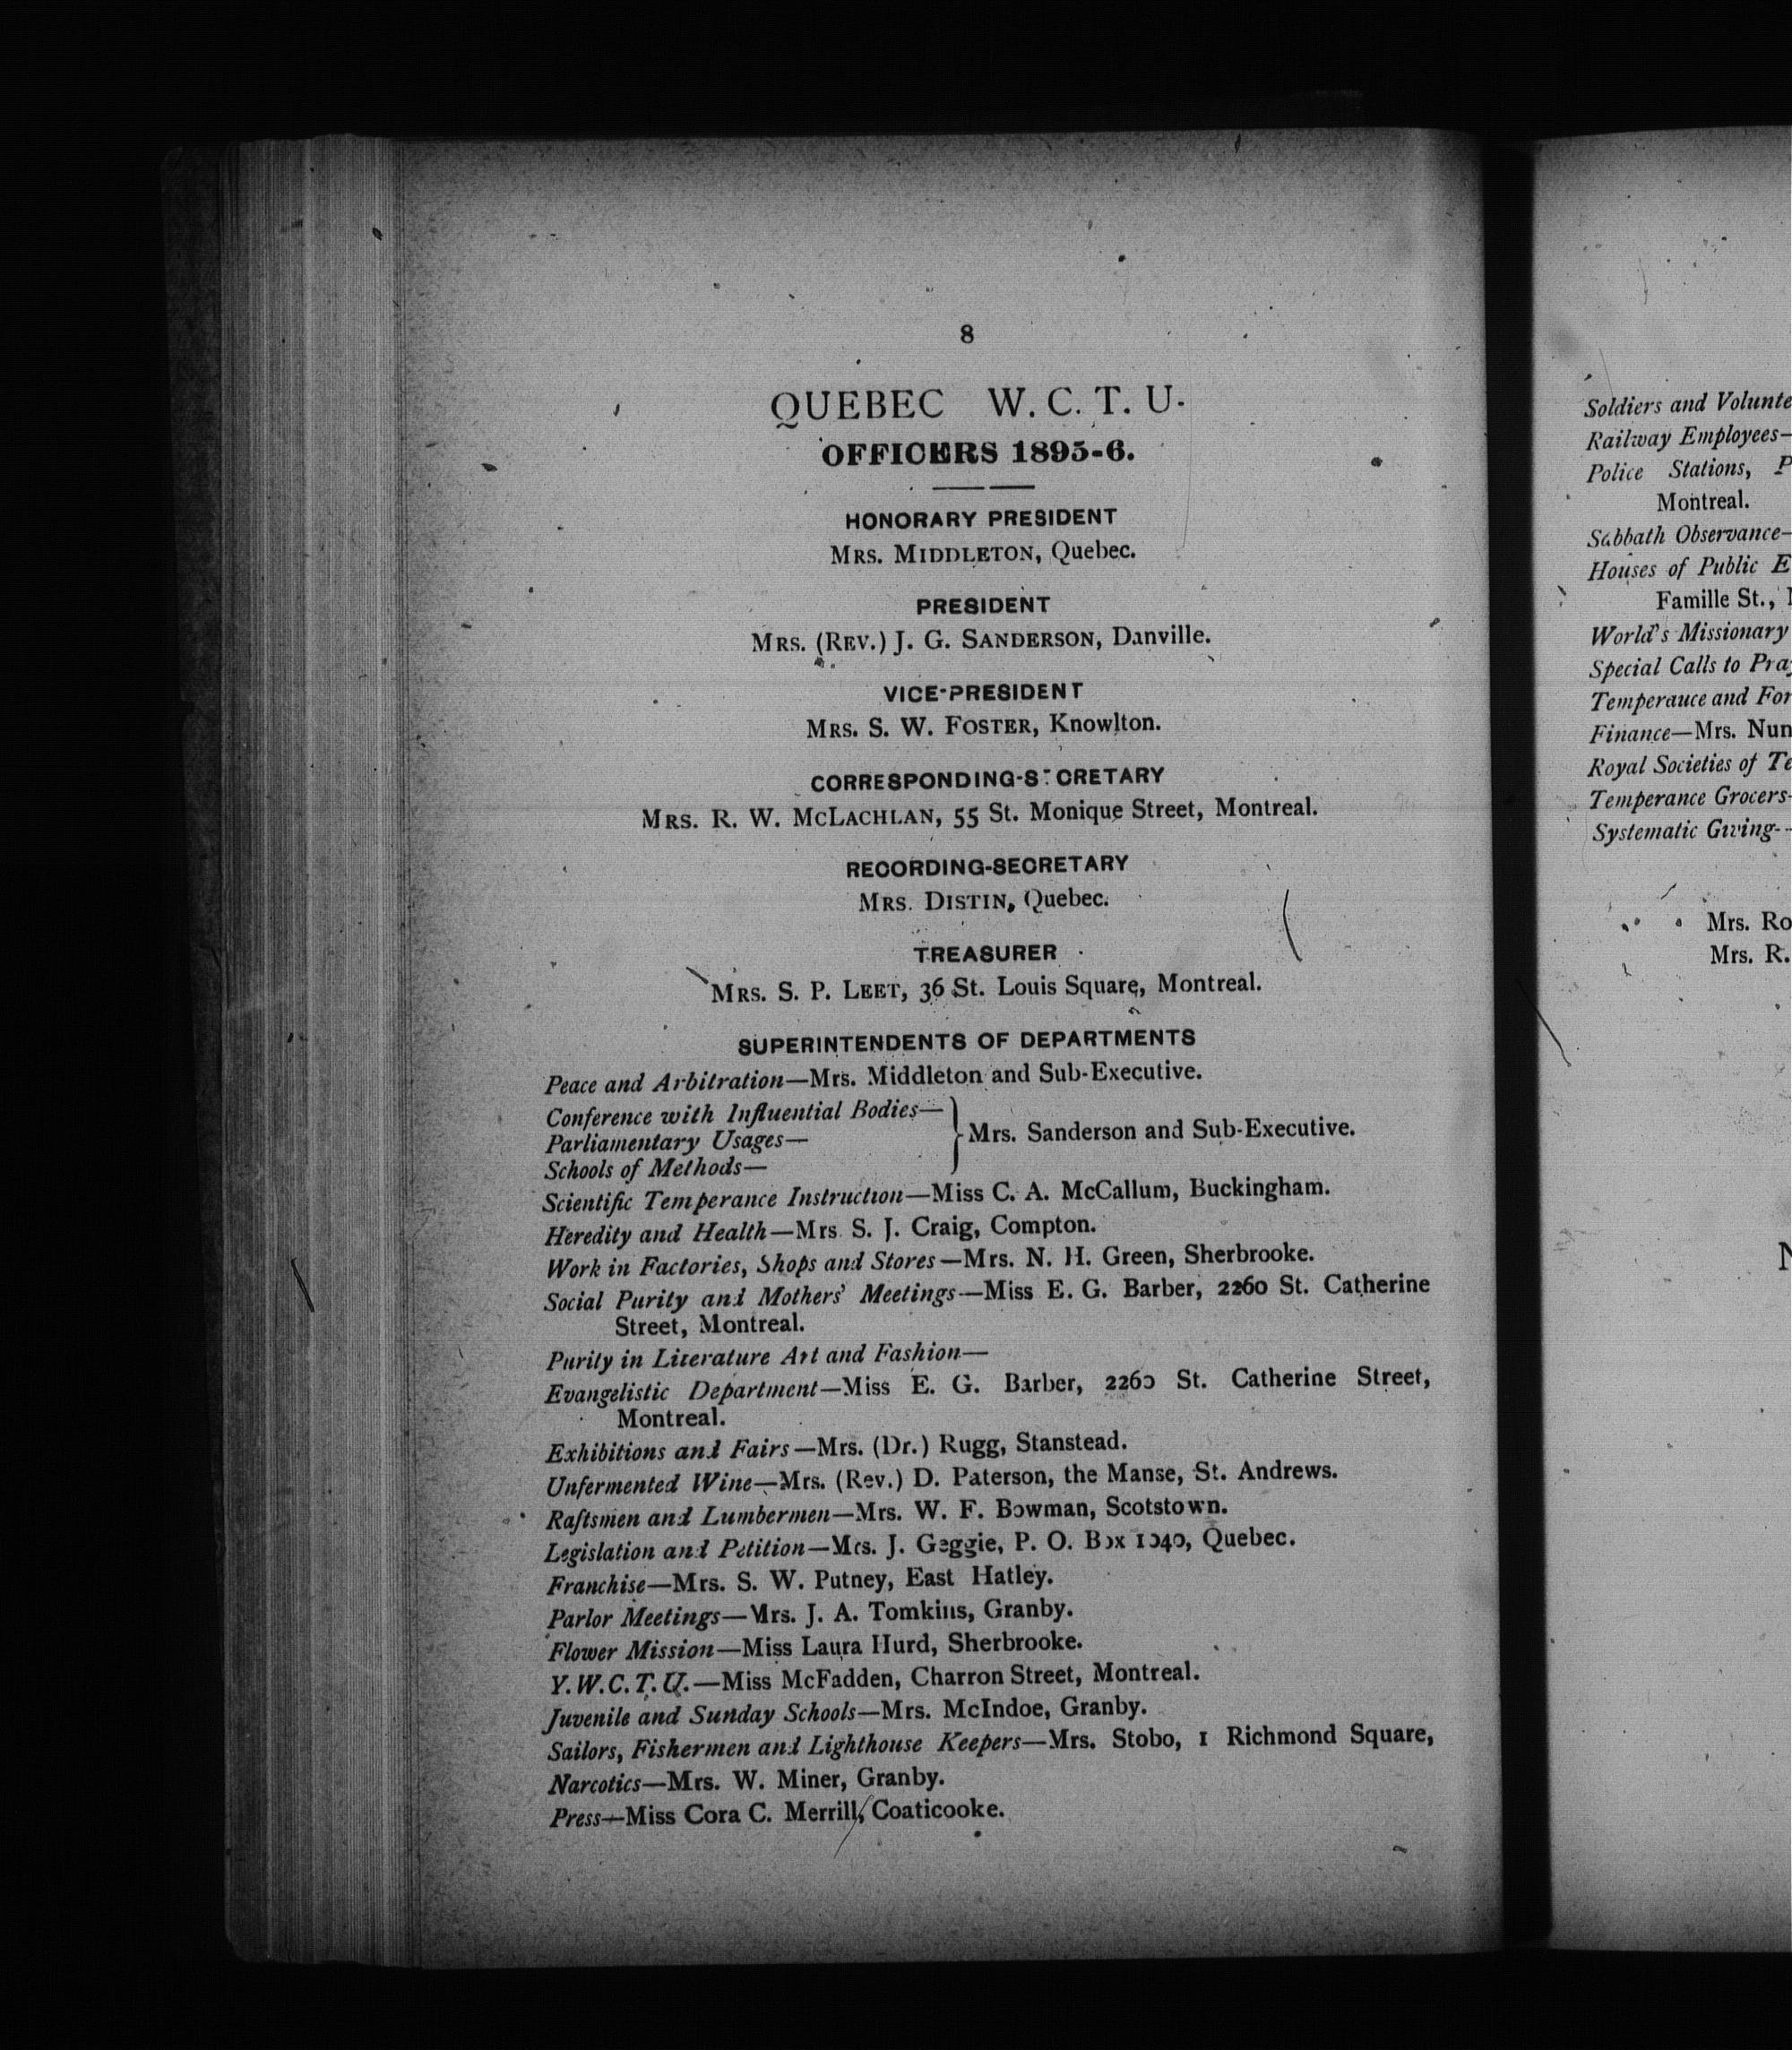 8
QUEBEC W. C. T. U.
OFFICERS 1895-6.
HONORARY PRESIDENT
MRS. MIDDLETON, Quebec.
PRESIDENT
MRS. (REV.) J. G. SANDERSON, Danville.
VICE-PRESIDENT
MRS. S. W. FOSTER, Knowlton.
CORRESPONDING-SECRETARY
MRS. R. W. MCLACHLAN, 55 St. Monique Street, Montreal.
RECORDING-SECRETARY
MRS. DISTIN, Quebec.
TREASURER
MRS. S. P. LEET, 36 St. Louis Square, Montreal.
SUPERINTENDENTS OF DEPARTMENTS
Peace and Arbitration—Mrs. Middleton and Sub-Executive.
Conference with Influential Bodies—
Parliamentary Usages—
Schools of Methods—
} Mrs. Sanderson and Sub-Executive.
Scientific Temperance Instruction—Miss C. A. McCallum, Buckingham.
Heredity and Health—Mrs. S. J. Craig, Compton.
Work in Factories, Shops and Stores—Mrs. N. H. Green, Sherbrooke.
Social Purity and Mothers' Meetings—Miss E. G. Barber, 2260 St. Catherine
Street, Montreal.
Purity in Literature Art and Fashion—
Evangelistic Department—Miss E. G. Barber, 2260 St. Catherine Street,
Montreal.
Exhibitions and Fairs—Mrs. (Dr.) Rugg, Stanstead.
Unfermented Wine—Mrs. (Rev.) D. Paterson, the Manse, St. Andrews.
Raftsmen and Lumbermen—Mrs. W. F. Bowman, Scotstown.
Legislation and Petition—Mrs. J. Geggie, P. O. Box 1040, Quebec.
Franchise—Mrs. S. W. Putney, East Hatley.
Parlor Meetings—Mrs. J. A. Tomkins, Granby.
Flower Mission—Miss Laura Hurd, Sherbrooke.
Y. W. C. T. U.—Miss McFadden, Charron Street, Montreal.
Juvenile and Sunday Schools—Mrs. McIndoe, Granby.
Sailors, Fishermen and Lighthouse Keepers—Mrs. Stobo, 1 Richmond Square,
Narcotics—Mrs. W. Miner, Granby.
Press—Miss Cora C. Merrill, Coaticooke.
Soldiers and
Railway Employees—
Police Stations,
Montreal.
Sabbath Observance—
Houses of Public
Famille St.,
World's Missionary
Special Calls to
Temperauce and
Finance—Mrs.
Royal Societies of
Temperance Grocers
Systematic Giving-
Mrs.
Mrs. R.